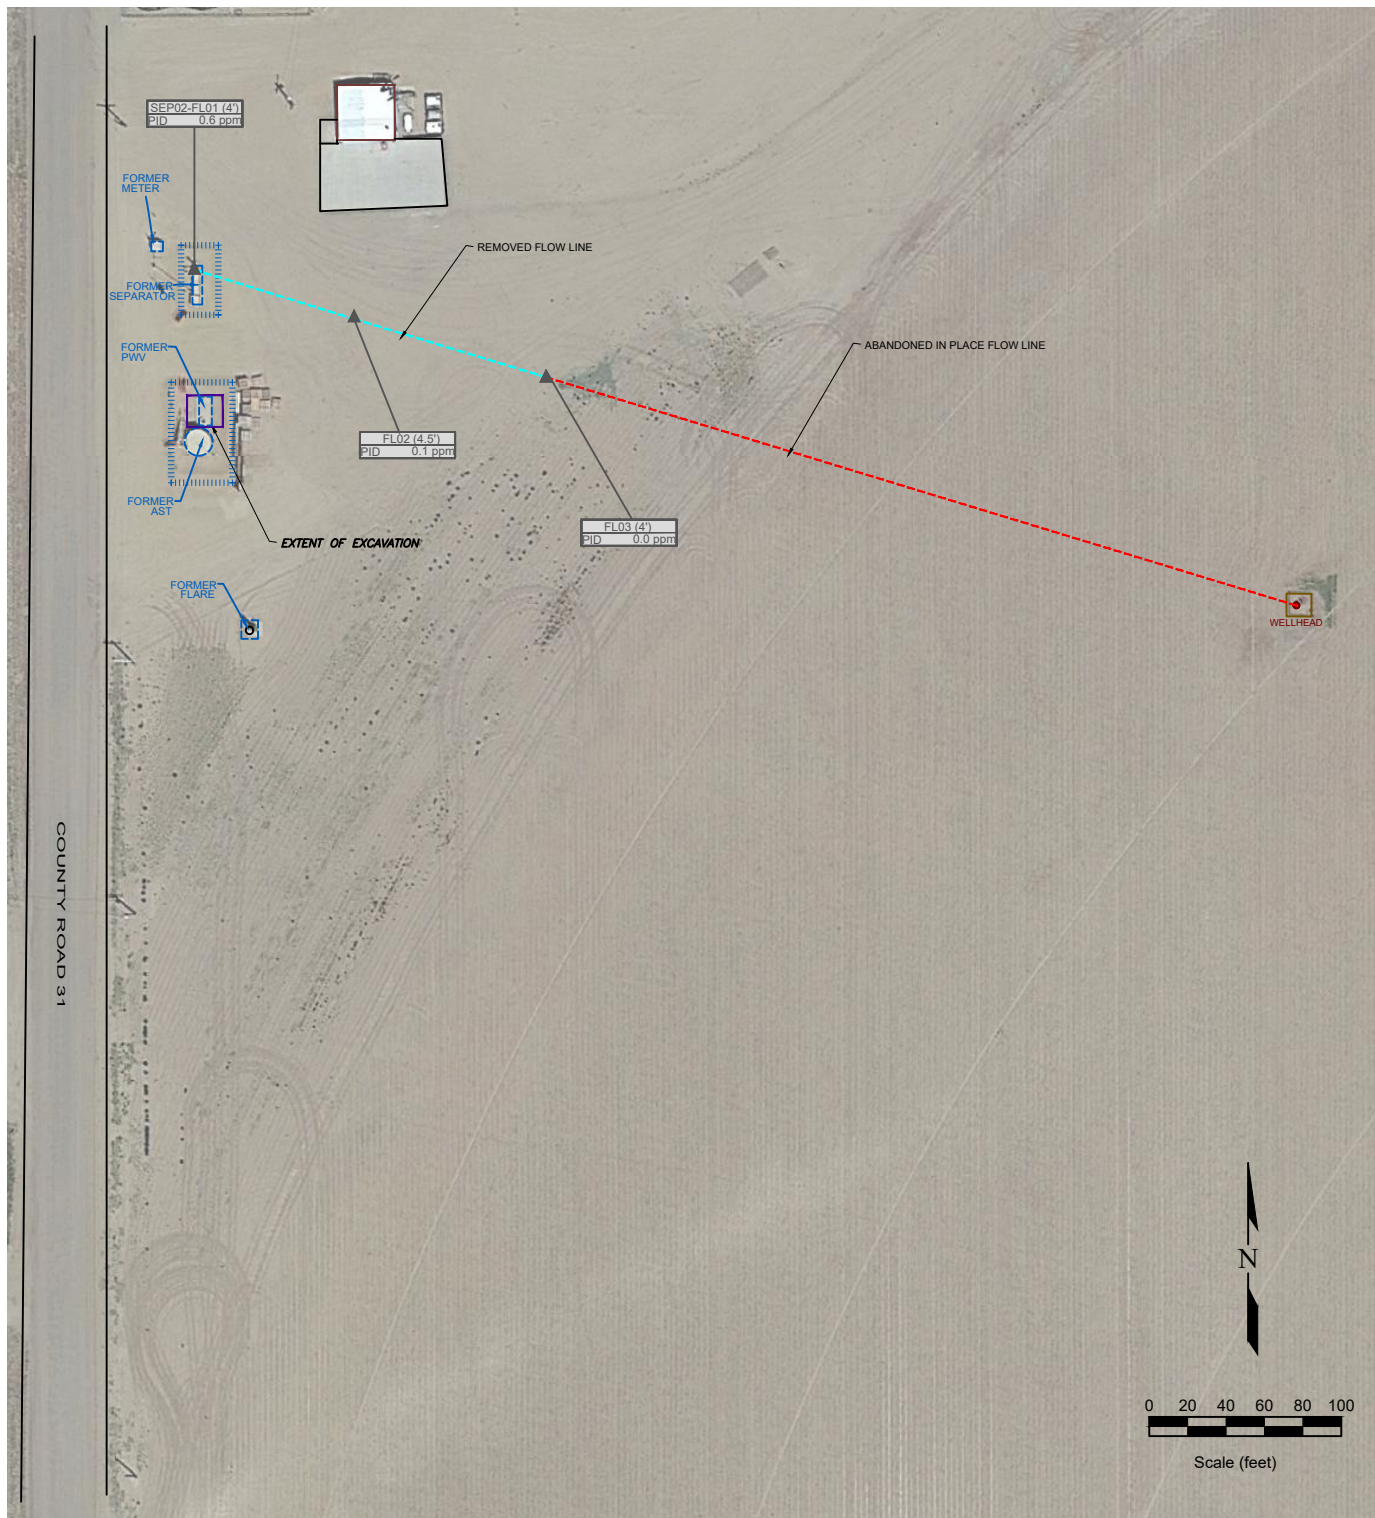 SEP02-FL01 (4')
PID 0.6 ppm
FORMER
METER
REMOVED FLOW LINE
FORMER
SEPARATOR
ABANDONED IN PLACE FLOW LINE
FORMER
PWV
FL02 (4.5')
PID 0.1 ppm
FORMER
AST
FL03 (4')
PID 0.0 ppm
EXTENT OF EXCAVATION
FORMER
FLARE
WELLHEAD
COUNTY ROAD 31
N
0 20 40 60 80 100
Scale (feet)